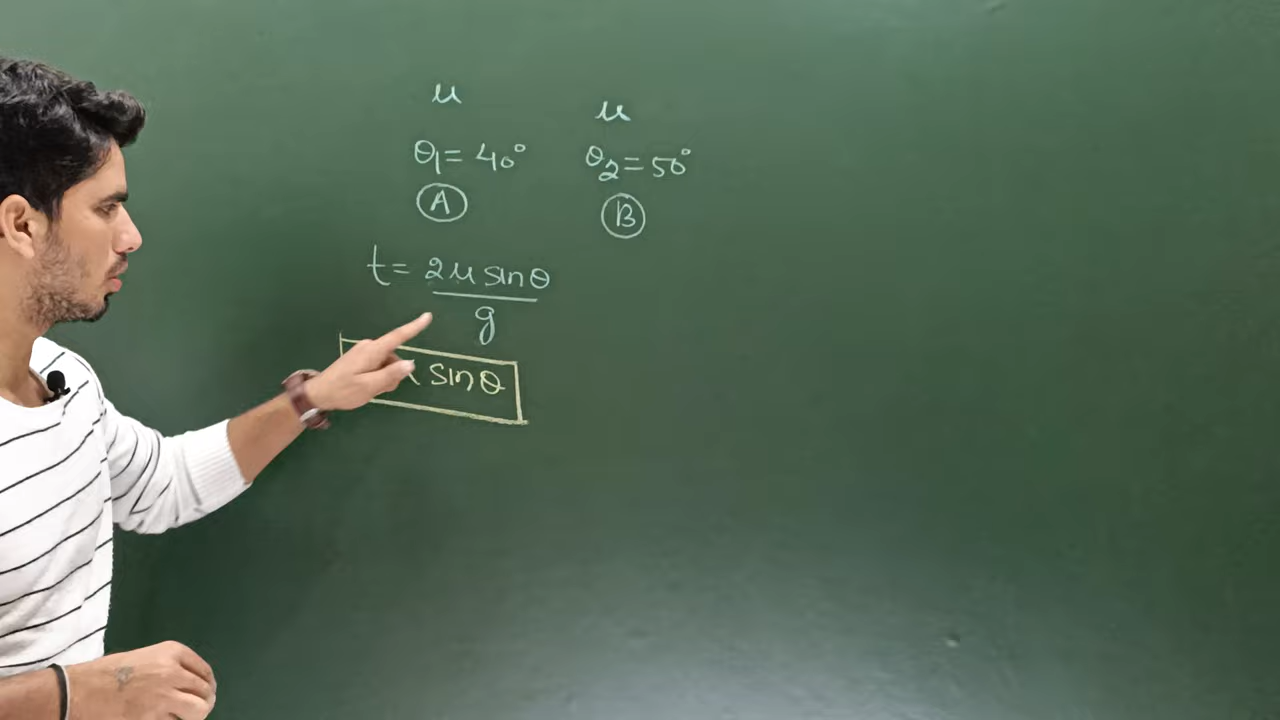 u u
θ1 = 40° θ2 = 50°
A B
t = 2u sinθ
g
sinθ